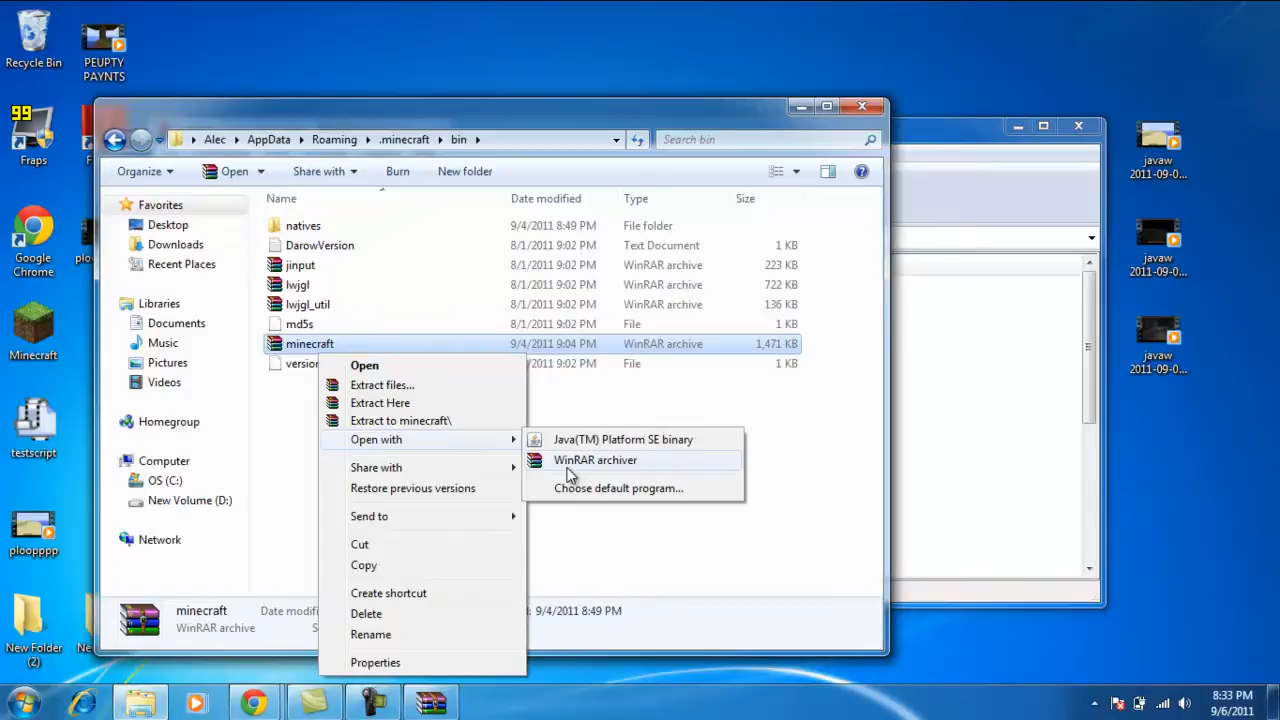 Recycle Bin
PEUPTY
PAYNTS
99
Fraps
F
Google
Chrome
ploo
Minecraft
testscript
ploopppp
New Folder
(2)
Ne
Alec
AppData
Roaming
.minecraft
bin
Search bin
Organize
Open
Share with
Burn
New folder
Name
Date modified
Type
Size
Favorites
Desktop
Downloads
Recent Places
Libraries
Documents
Music
Pictures
Videos
Homegroup
Computer
OS (C:)
New Volume (D:)
Network
natives 9/4/2011 8:49 PM File folder
DarowVersion 8/1/2011 9:02 PM Text Document 1 KB
jinput 8/1/2011 9:02 PM WinRAR archive 223 KB
lwjgl 8/1/2011 9:02 PM WinRAR archive 722 KB
lwjgl_util 8/1/2011 9:02 PM WinRAR archive 136 KB
md5s 8/1/2011 9:02 PM File 1 KB
minecraft 9/4/2011 9:04 PM WinRAR archive 1,471 KB
version 9:02 PM File 1 KB
Open
Extract files...
Extract Here
Extract to minecraft\
Open with
Share with
Restore previous versions
Send to
Cut
Copy
Create shortcut
Delete
Rename
Properties
Java(TM) Platform SE binary
WinRAR archiver
Choose default program...
minecraft Date modifi 9/4/2011 8:49 PM
WinRAR archive S
javaw
2011-09-0...
javaw
2011-09-0...
javaw
2011-09-0...
8:33 PM
9/6/2011